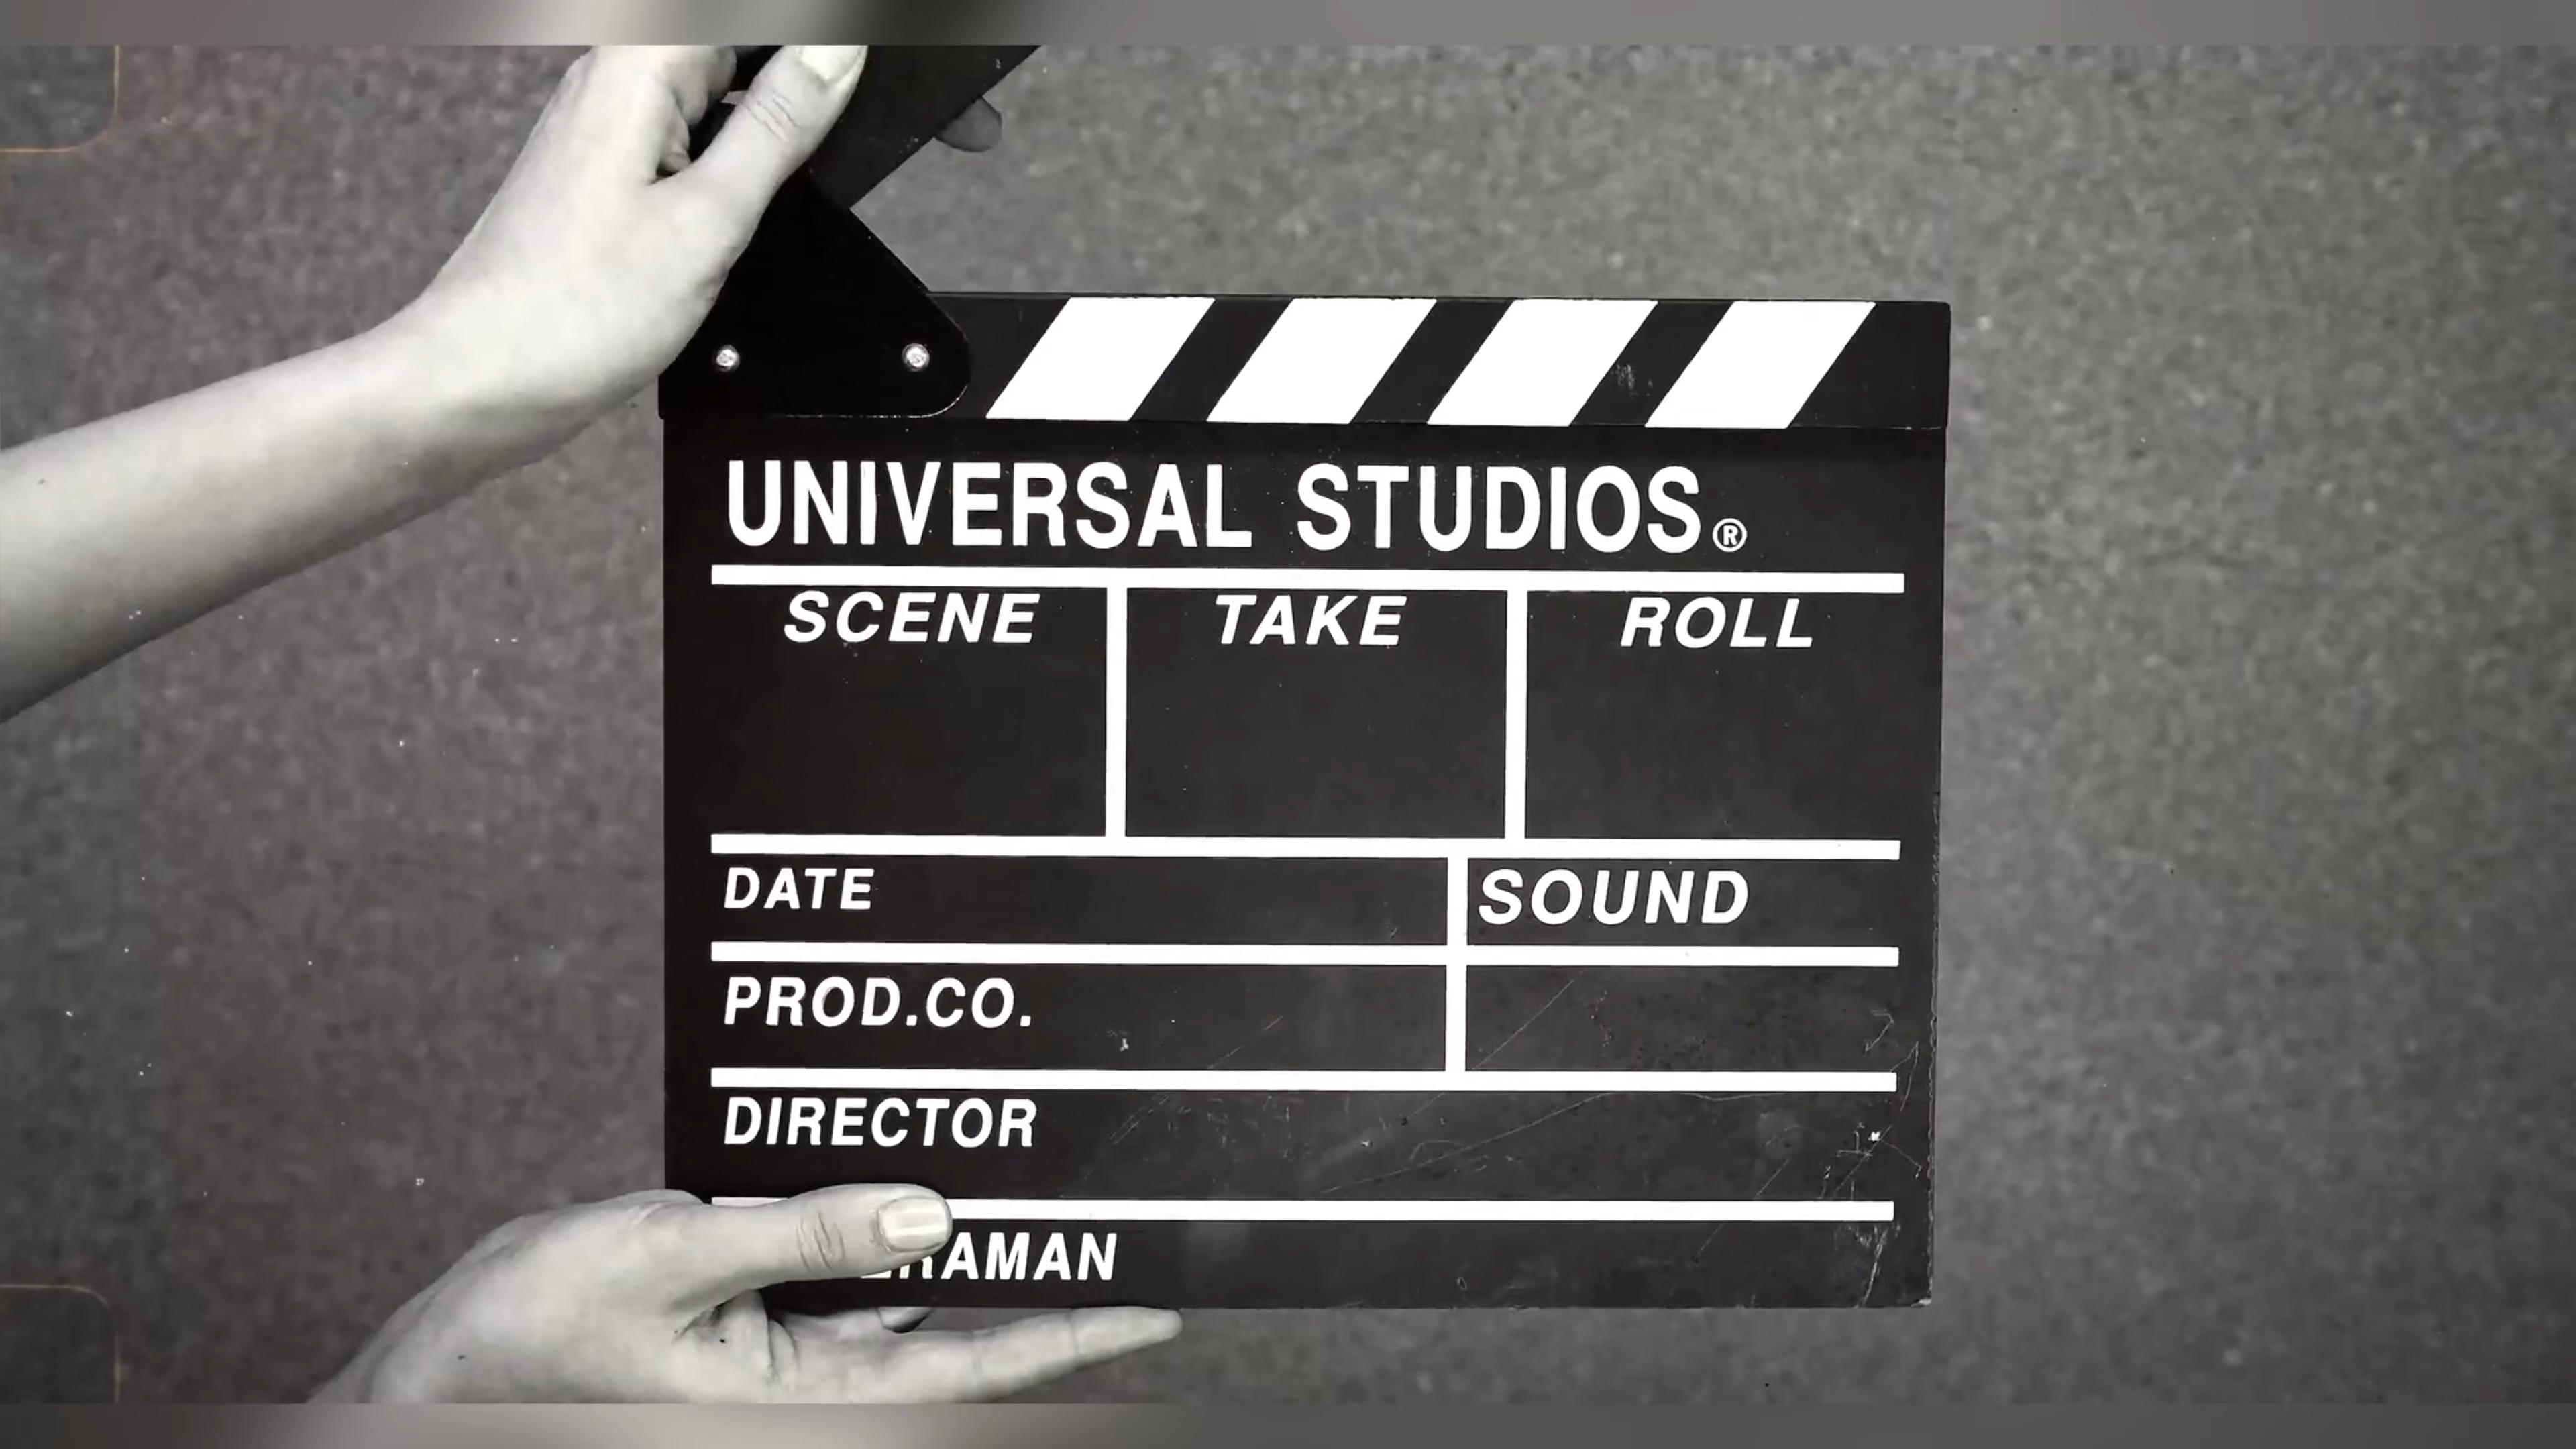 UNIVERSAL STUDIOS®
SCENE TAKE ROLL
DATE SOUND
PROD.CO.
DIRECTOR